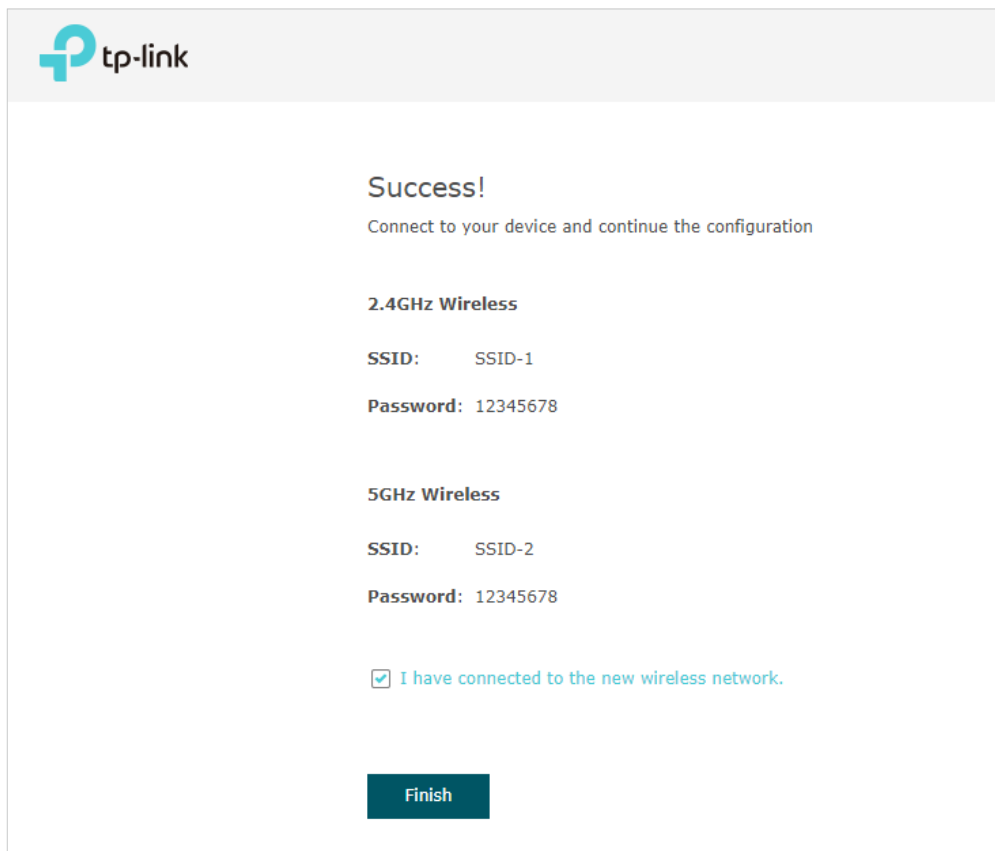 tp-link
Success!
Connect to your device and continue the configuration
2.4GHz Wireless
SSID: SSID-1
Password: 12345678
5GHz Wireless
SSID: SSID-2
Password: 12345678
I have connected to the new wireless network.
Finish